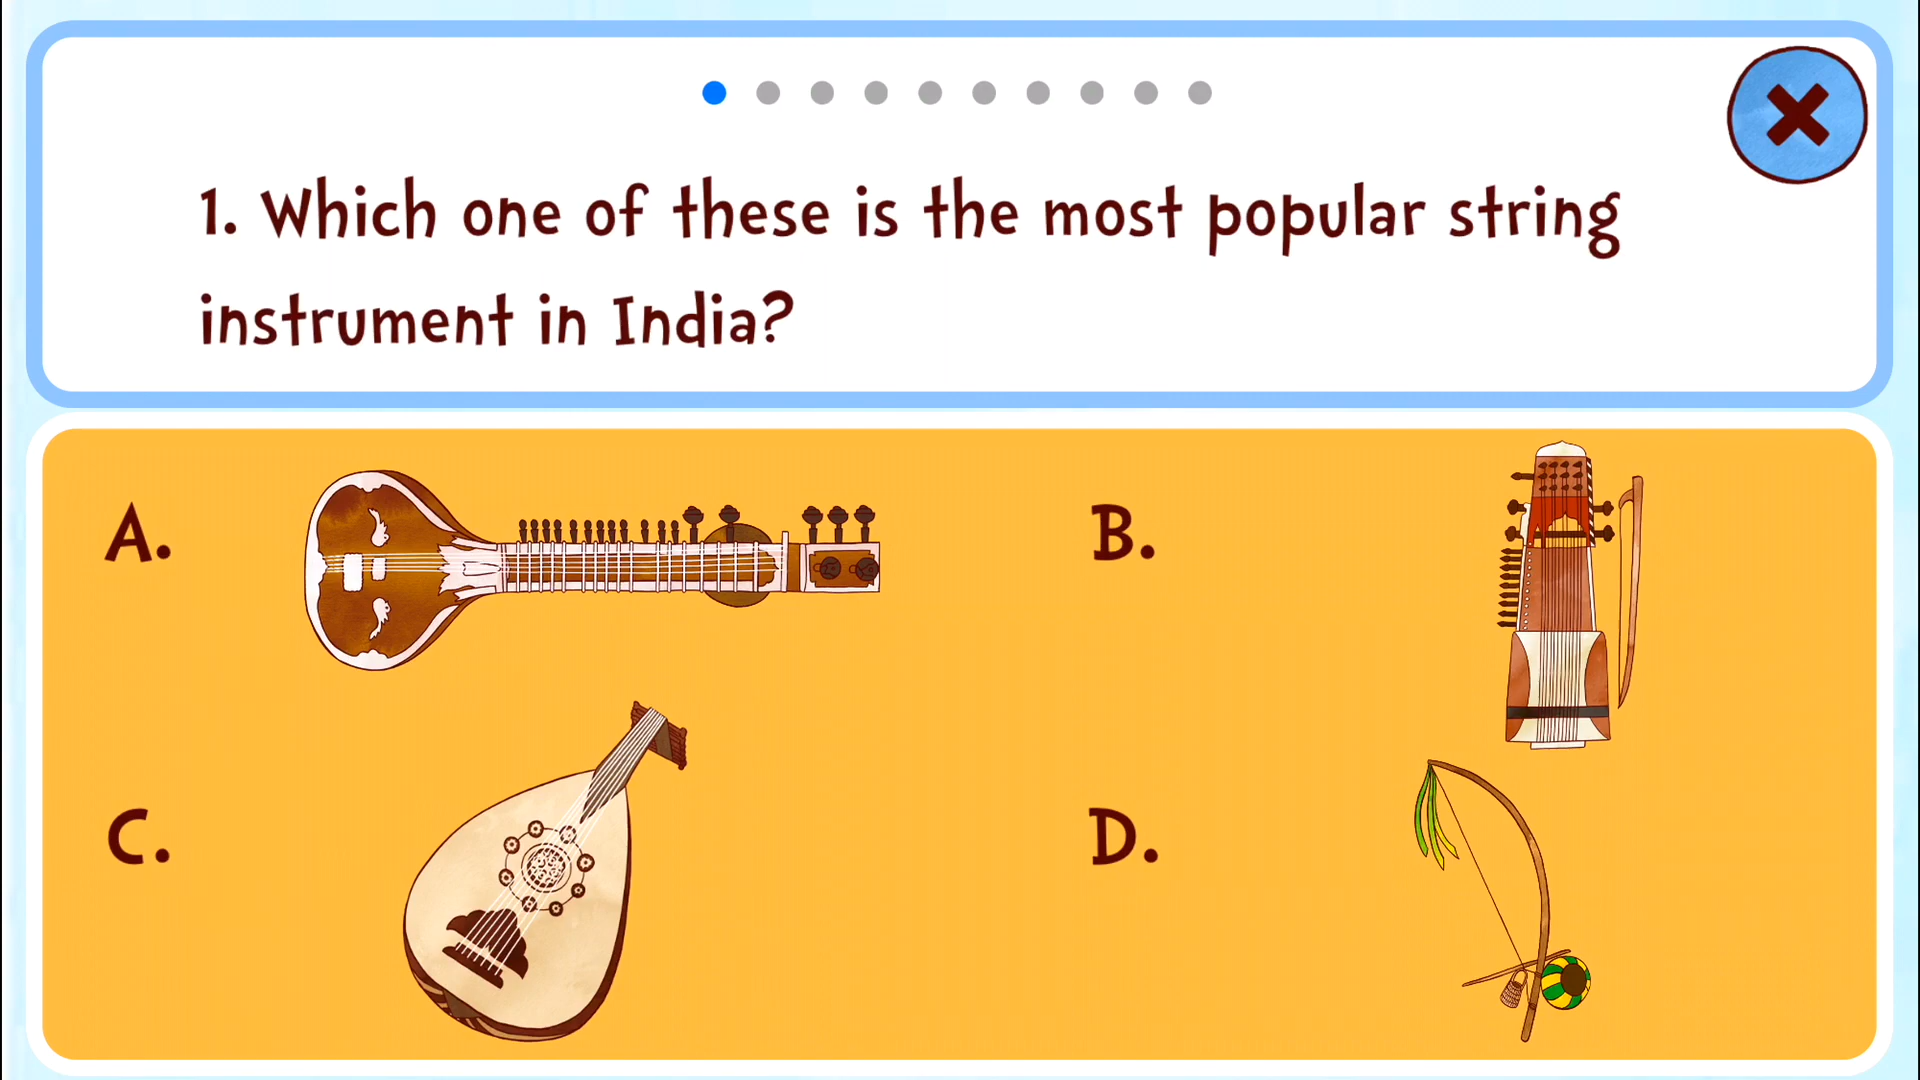 1. Which one of these is the most popular string
instrument in India?
A.
B.
C.
D.